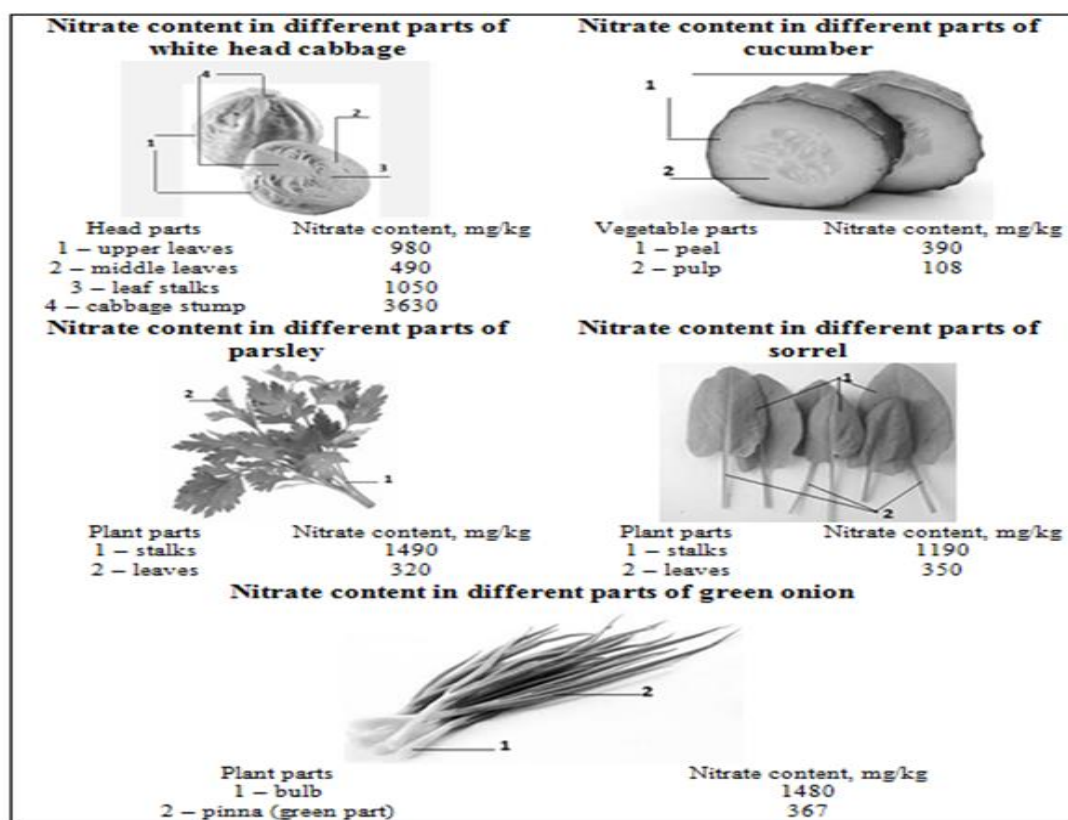 Nitrate content in different parts of
white head cabbage
4
2
1
3
Head parts Nitrate content, mg/kg
1 – upper leaves 980
2 – middle leaves 490
3 – leaf stalks 1050
4 – cabbage stump 3630
Nitrate content in different parts of
cucumber
1
2
Vegetable parts Nitrate content, mg/kg
1 – peel 390
2 – pulp 108
Nitrate content in different parts of
parsley
2
1
Plant parts Nitrate content, mg/kg
1 – stalks 1490
2 – leaves 320
Nitrate content in different parts of
sorrel
1
2
Plant parts Nitrate content, mg/kg
1 – stalks 1190
2 – leaves 350
Nitrate content in different parts of green onion
2
1
Plant parts Nitrate content, mg/kg
1 – bulb 1480
2 – pinna (green part) 367